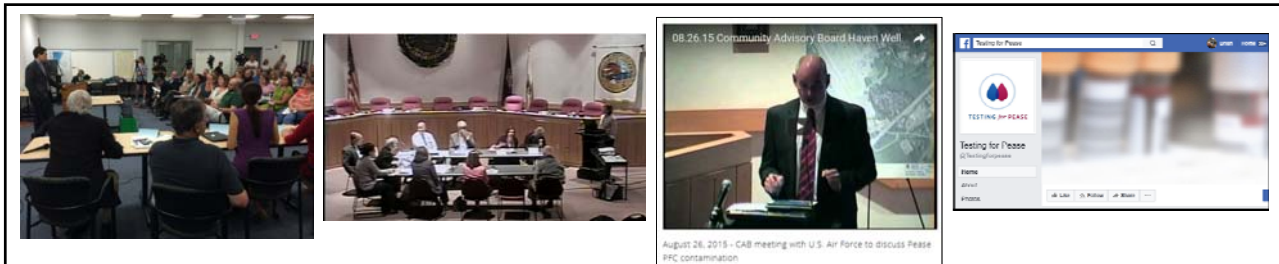 08.26.15 Community Advisory Board Haven Well
August 26, 2015 - CAB meeting with U.S. Air Force to discuss Pease
PFC contamination
Testing for Pease
Home
TESTING for PEASE
Testing for Pease
@Testingforpease
Home
About
Photos
Like
Follow
Share